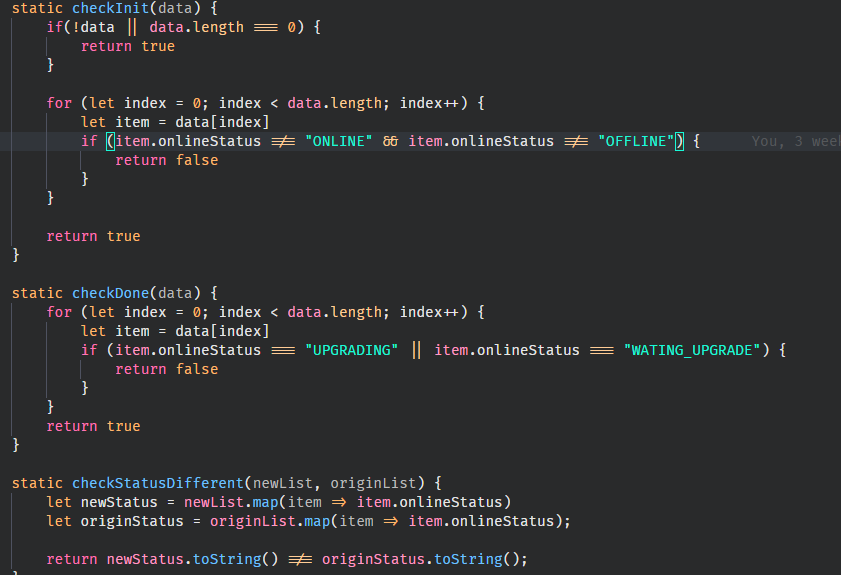 static checkInit(data) {
if(!data || data.length === 0) {
return true
}
for (let index = 0; index < data.length; index++) {
let item = data[index]
if (item.onlineStatus !== "ONLINE" && item.onlineStatus !== "OFFLINE") { You, 3 week
return false
}
}
return true
}
static checkDone(data) {
for (let index = 0; index < data.length; index++) {
let item = data[index]
if (item.onlineStatus === "UPGRADING" || item.onlineStatus === "WATING_UPGRADE") {
return false
}
}
return true
}
static checkStatusDifferent(newList, originList) {
let newStatus = newList.map(item => item.onlineStatus)
let originStatus = originList.map(item => item.onlineStatus);
return newStatus.toString() !== originStatus.toString();
}